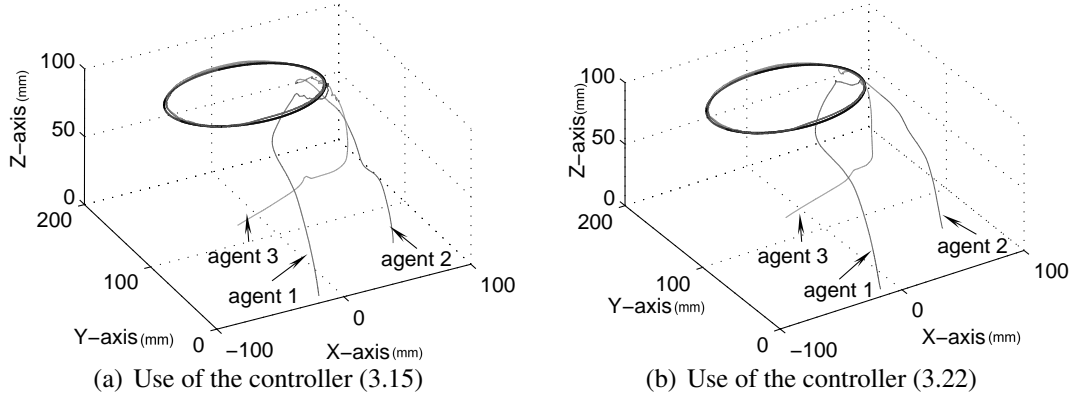 100
50
0
200
100
0
−100
0
100
Z−axis(mm)
Y−axis(mm)
X−axis(mm)
agent 3
agent 1
agent 2
(a) Use of the controller (3.15)
100
50
0
200
100
0
−100
0
100
Z−axis(mm)
Y−axis(mm)
X−axis(mm)
agent 3
agent 1
agent 2
(b) Use of the controller (3.22)